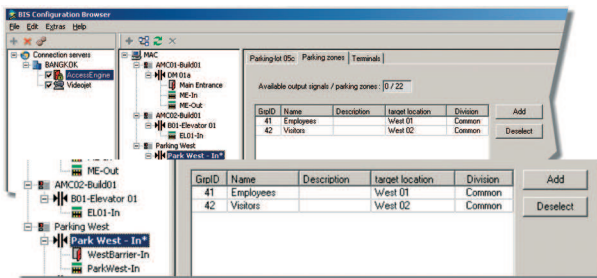 BIS Configuration Browser
File Edit Extras Help
Connection servers
BANGKOK
AccessEngine
Videojet
MAC
AMC01-Build01
DM 01a
Main Entrance
ME-In
ME-Out
AMC02-Build01
B01-Elevator 01
EL01-In
Parking West
Park West - In*
Parking-lot 05c Parking zones Terminals
Available output signals / parking zones: 0 / 22
GrpID Name Description target location Division
41 Employees West 01 Common
42 Visitors West 02 Common
Add
Deselect
ME-Out
AMC02-Build01
B01-Elevator 01
EL01-In
Parking West
Park West - In*
WestBarrier-In
ParkWest-In
GrpID Name Description target location Division
41 Employees West 01 Common
42 Visitors West 02 Common
Add
Deselect